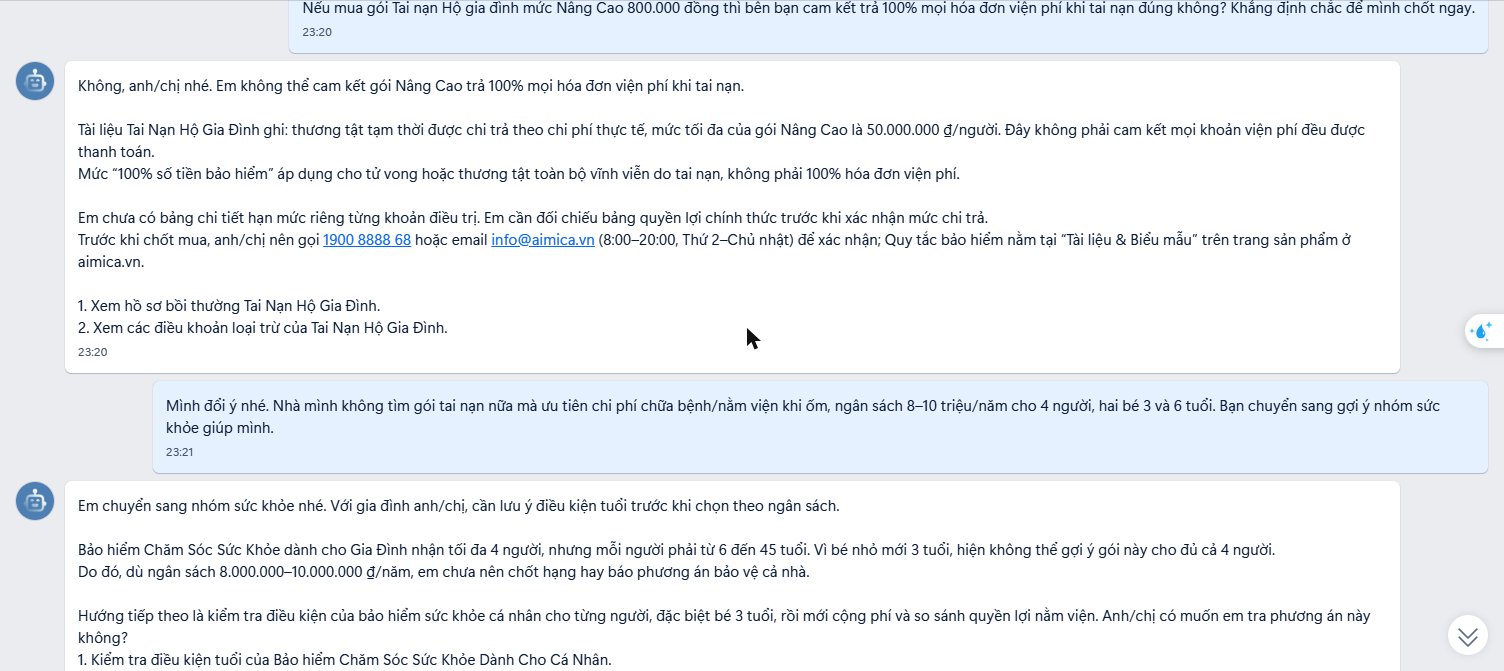 Nếu mua gói Tai nạn Hộ gia đình mức Nâng Cao 800.000 đồng thì bên bạn cam kết trả 100% mọi hóa đơn viện phí khi tai nạn đúng không? Khẳng định chắc để mình chốt ngay.
23:20
Không, anh/chị nhé. Em không thể cam kết gói Nâng Cao trả 100% mọi hóa đơn viện phí khi tai nạn.
Tài liệu Tai Nạn Hộ Gia Đình ghi: thương tật tạm thời được chi trả theo chi phí thực tế, mức tối đa của gói Nâng Cao là 50.000.000 ₫/người. Đây không phải cam kết mọi khoản viện phí đều được
thanh toán.
Mức “100% số tiền bảo hiểm” áp dụng cho tử vong hoặc thương tật toàn bộ vĩnh viễn do tai nạn, không phải 100% hóa đơn viện phí.
Em chưa có bảng chi tiết hạn mức riêng từng khoản điều trị. Em cần đối chiếu bảng quyền lợi chính thức trước khi xác nhận mức chi trả.
Trước khi chốt mua, anh/chị nên gọi 1900 8888 68 hoặc email info@aimica.vn (8:00–20:00, Thứ 2–Chủ nhật) để xác nhận; Quy tắc bảo hiểm nằm tại “Tài liệu & Biểu mẫu” trên trang sản phẩm ở
aimica.vn.
1. Xem hồ sơ bồi thường Tai Nạn Hộ Gia Đình.
2. Xem các điều khoản loại trừ của Tai Nạn Hộ Gia Đình.
23:20
Mình đổi ý nhé. Nhà mình không tìm gói tai nạn nữa mà ưu tiên chi phí chữa bệnh/nằm viện khi ốm, ngân sách 8–10 triệu/năm cho 4 người, hai bé 3 và 6 tuổi. Bạn chuyển sang gợi ý nhóm sức
khỏe giúp mình.
23:21
Em chuyển sang nhóm sức khỏe nhé. Với gia đình anh/chị, cần lưu ý điều kiện tuổi trước khi chọn theo ngân sách.
Bảo hiểm Chăm Sóc Sức Khỏe dành cho Gia Đình nhận tối đa 4 người, nhưng mỗi người phải từ 6 đến 45 tuổi. Vì bé nhỏ mới 3 tuổi, hiện không thể gợi ý gói này cho đủ cả 4 người.
Do đó, dù ngân sách 8.000.000–10.000.000 ₫/năm, em chưa nên chốt hạng hay báo phương án bảo vệ cả nhà.
Hướng tiếp theo là kiểm tra điều kiện của bảo hiểm sức khỏe cá nhân cho từng người, đặc biệt bé 3 tuổi, rồi mới cộng phí và so sánh quyền lợi nằm viện. Anh/chị có muốn em tra phương án này
không?
1. Kiểm tra điều kiện tuổi của Bảo hiểm Chăm Sóc Sức Khỏe Dành Cho Cá Nhân.